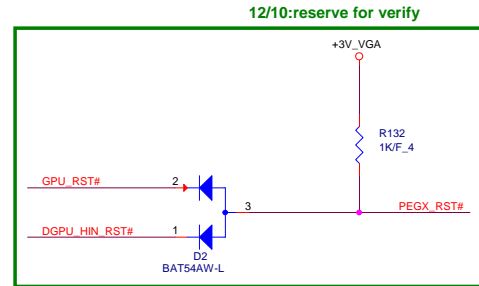 12/10:reserve for verify
+3V_VGA
R132
1K/F_4
GPU_RST#
2
3
PEGX_RST#
DGPU_HIN_RST#
1
D2
BAT54AW-L